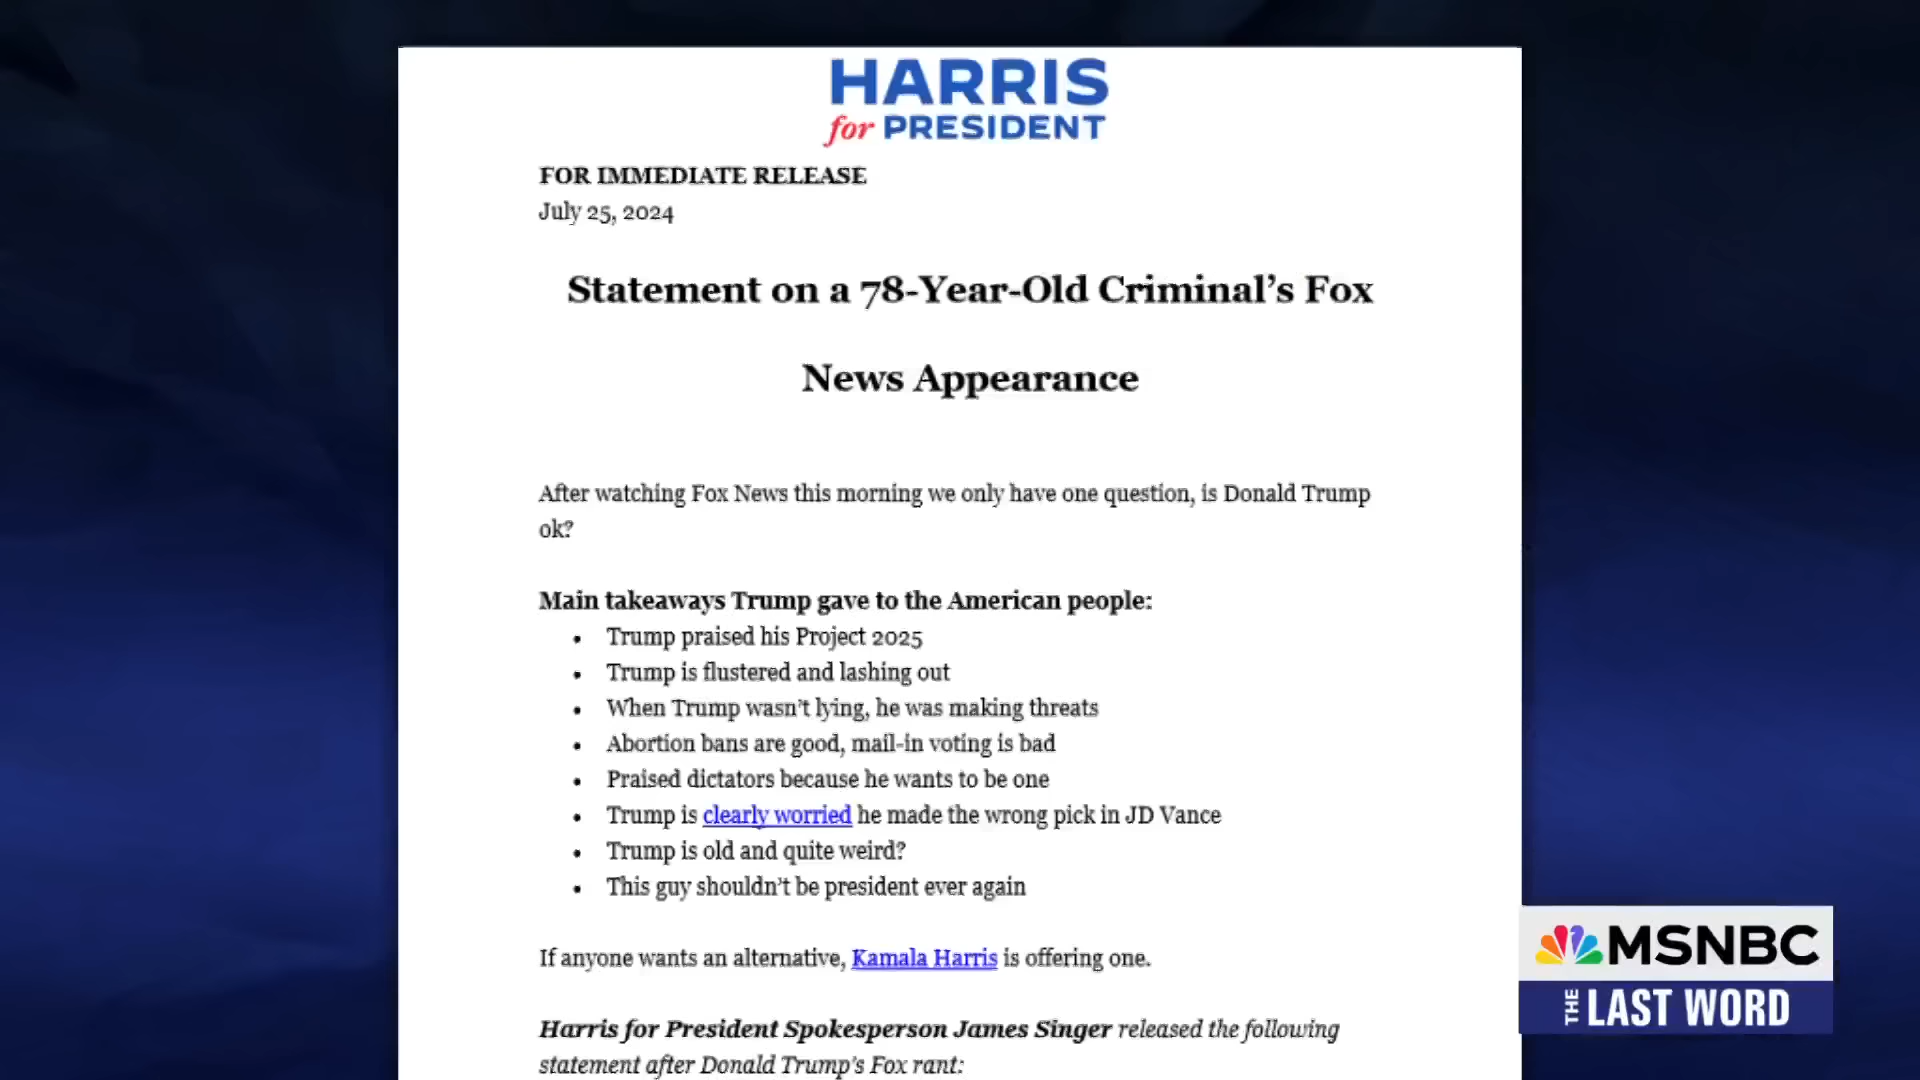 HARRIS
for PRESIDENT
FOR IMMEDIATE RELEASE
July 25, 2024
Statement on a 78-Year-Old Criminal’s Fox
News Appearance
After watching Fox News this morning we only have one question, is Donald Trump
ok?
Main takeaways Trump gave to the American people:
• Trump praised his Project 2025
• Trump is flustered and lashing out
• When Trump wasn’t lying, he was making threats
• Abortion bans are good, mail-in voting is bad
• Praised dictators because he wants to be one
• Trump is clearly worried he made the wrong pick in JD Vance
• Trump is old and quite weird?
• This guy shouldn’t be president ever again
If anyone wants an alternative, Kamala Harris is offering one.
Harris for President Spokesperson James Singer released the following
statement after Donald Trump’s Fox rant:
MSNBC
THE LAST WORD